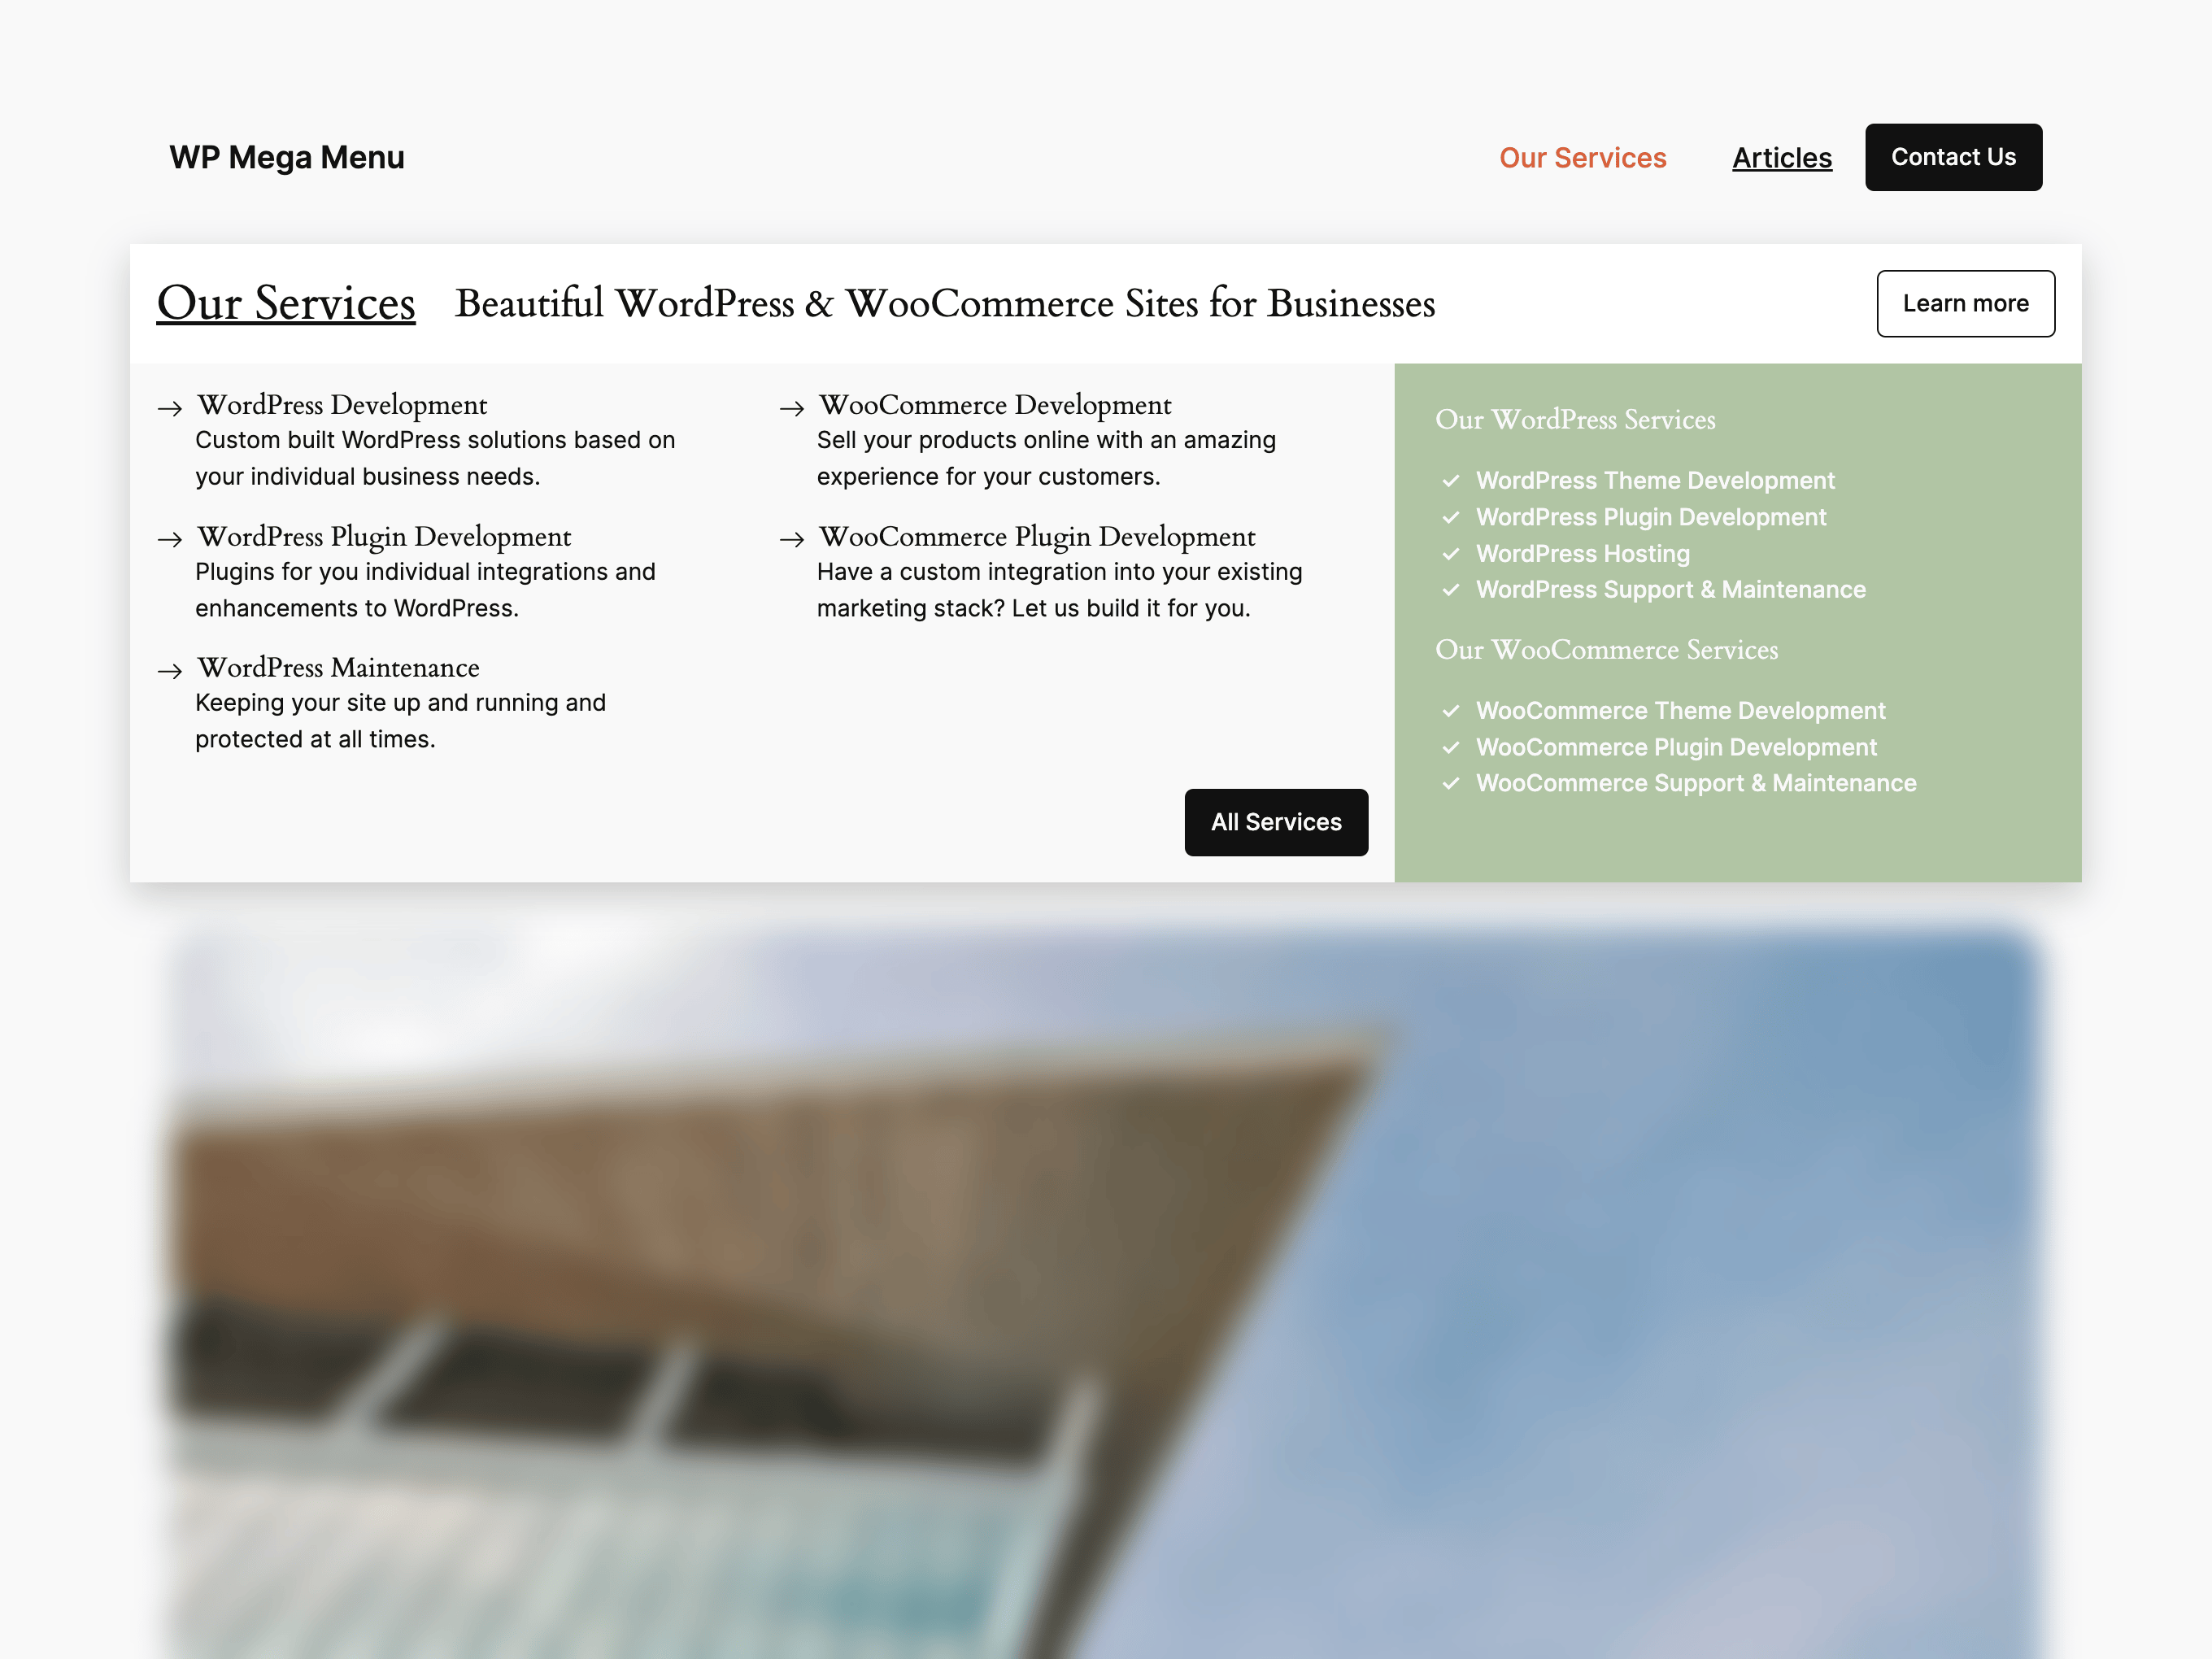 WP Mega Menu
Our Services
Articles
Contact Us
Our Services
Beautiful WordPress & WooCommerce Sites for Businesses
Learn more
WordPress Development
Custom built WordPress solutions based on
your individual business needs.
WordPress Plugin Development
Plugins for you individual integrations and
enhancements to WordPress.
WordPress Maintenance
Keeping your site up and running and
protected at all times.
WooCommerce Development
Sell your products online with an amazing
experience for your customers.
WooCommerce Plugin Development
Have a custom integration into your existing
marketing stack? Let us build it for you.
All Services
Our WordPress Services
WordPress Theme Development
WordPress Plugin Development
WordPress Hosting
WordPress Support & Maintenance
Our WooCommerce Services
WooCommerce Theme Development
WooCommerce Plugin Development
WooCommerce Support & Maintenance